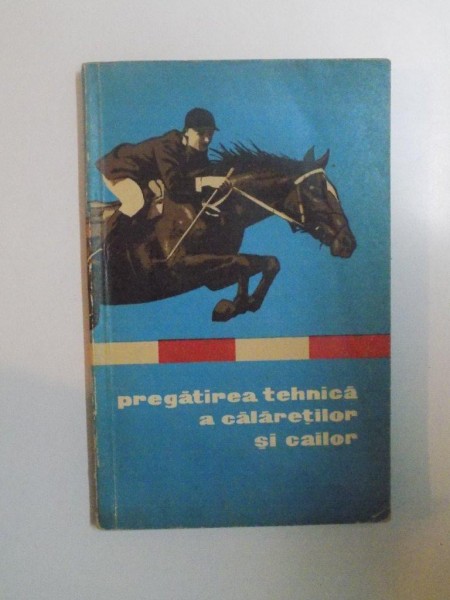 pregătirea tehnică
a călăreților
și cailor